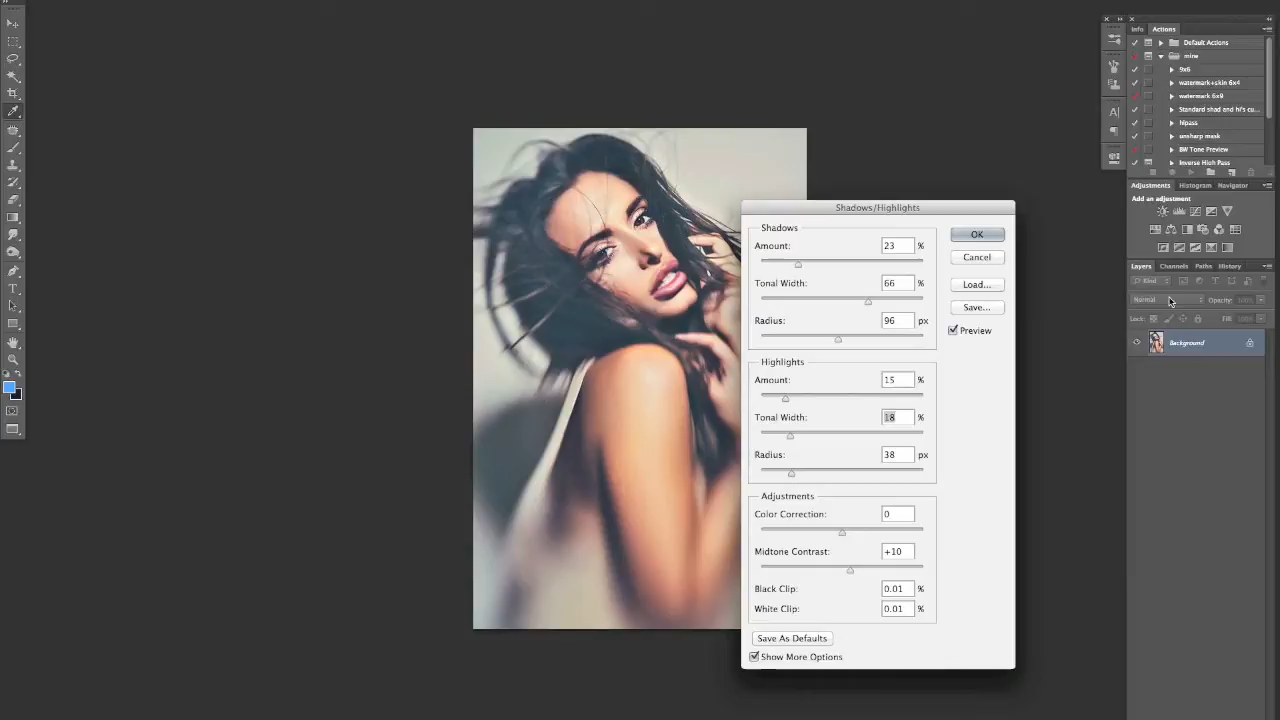 Info Actions
Default Actions
mine
9x6
watermark+skin 6x4
watermark 6x9
Standard shad and hi's cu...
hipass
unsharp mask
BW Tone Preview
Inverse High Pass
Adjustments Histogram Navigator
Add an adjustment
Layers Channels Paths History
Kind
Normal Opacity: 100%
Lock: Fill: 100%
Background
Shadows/Highlights
Shadows
Amount: 23 %
Tonal Width: 66 %
Radius: 96 px
Highlights
Amount: 15 %
Tonal Width: 18 %
Radius: 38 px
Adjustments
Color Correction: 0
Midtone Contrast: +10
Black Clip: 0.01 %
White Clip: 0.01 %
Save As Defaults
Show More Options
OK
Cancel
Load...
Save...
Preview
A
T